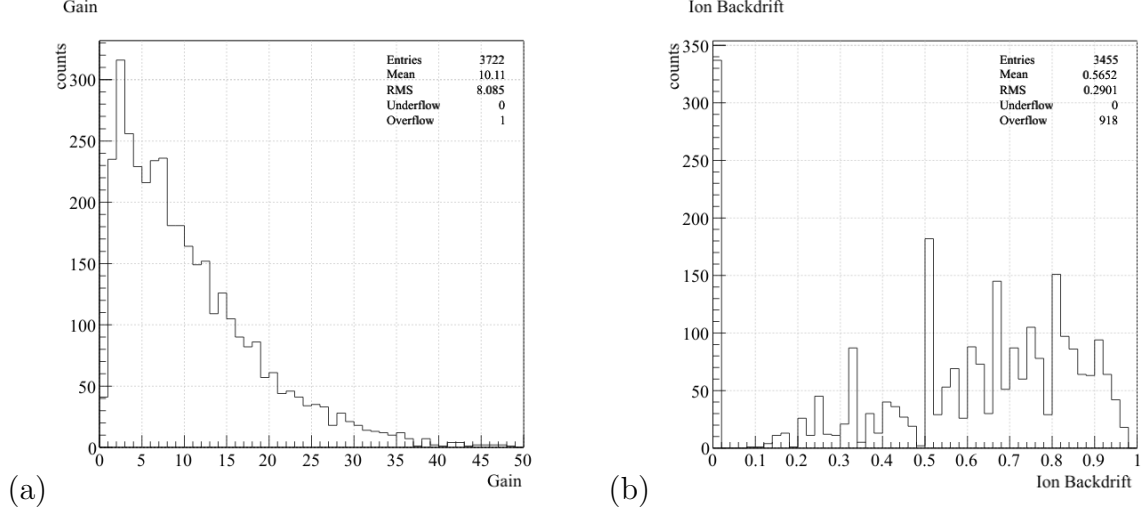 Gain
counts
Entries 3722
Mean 10.11
RMS 8.085
Underflow 0
Overflow 1
300
250
200
150
100
50
0
0 5 10 15 20 25 30 35 40 45 50
Gain
(a)
Ion Backdrift
counts
Entries 3455
Mean 0.5652
RMS 0.2901
Underflow 0
Overflow 918
350
300
250
200
150
100
50
0
0 0.1 0.2 0.3 0.4 0.5 0.6 0.7 0.8 0.9 1
Ion Backdrift
(b)